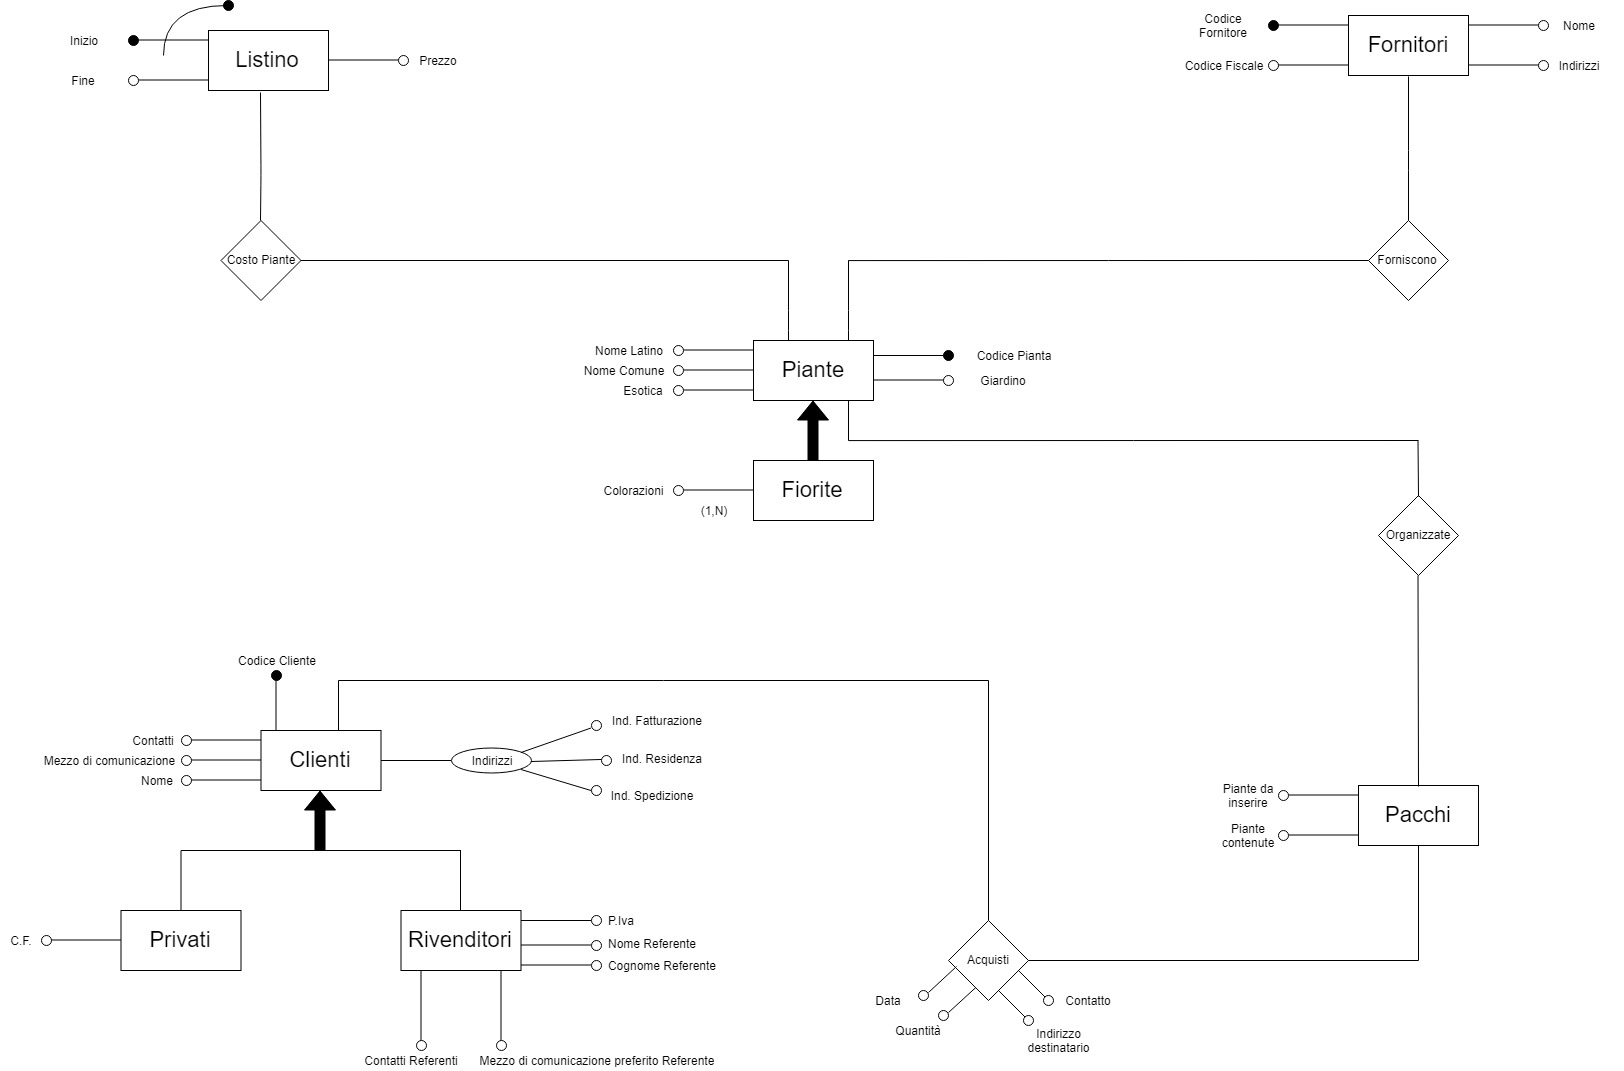 Inizio
Fine
Listino
Prezzo
Codice
Fornitore
Codice Fiscale
Fornitori
Nome
Indirizzi
Costo Piante
Forniscono
Nome Latino
Nome Comune
Esotica
Piante
Codice Pianta
Giardino
Colorazioni
(1,N)
Fiorite
Organizzate
Codice Cliente
Contatti
Mezzo di comunicazione
Nome
Clienti
Indirizzi
Ind. Fatturazione
Ind. Residenza
Ind. Spedizione
Piante da
inserire
Piante
contenute
Pacchi
C.F.
Privati
Rivenditori
P.Iva
Nome Referente
Cognome Referente
Contatti Referenti
Mezzo di comunicazione preferito Referente
Acquisti
Data
Quantità
Contatto
Indirizzo
destinatario